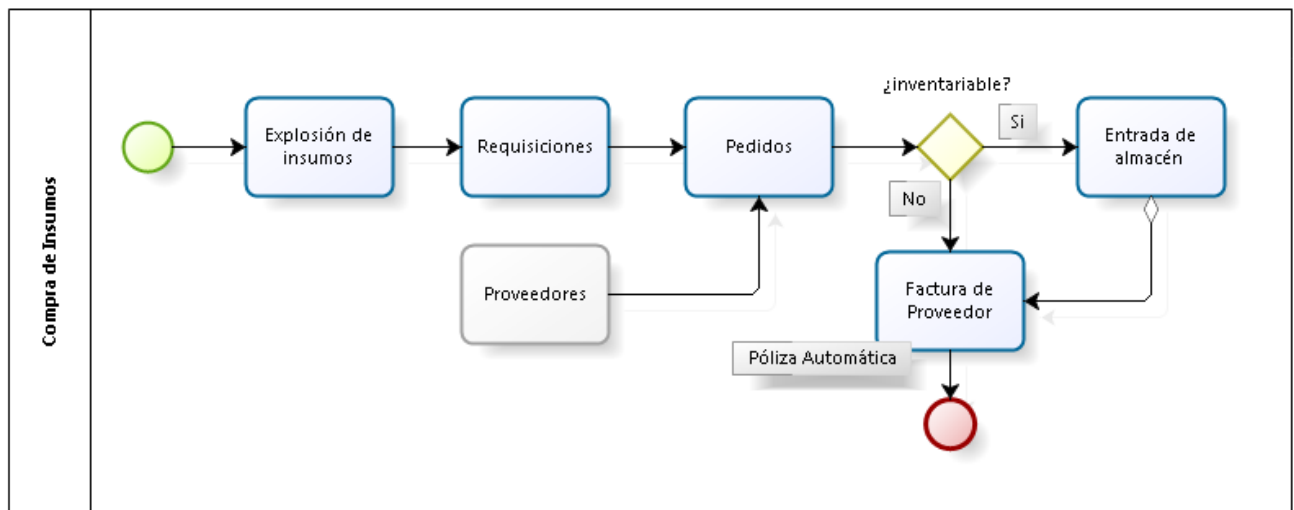 Compra de Insumos
Explosión de
insumos
Requisiciones
Pedidos
¿inventariable?
Si
Entrada de
almacén
No
Proveedores
Factura de
Proveedor
Póliza Automática